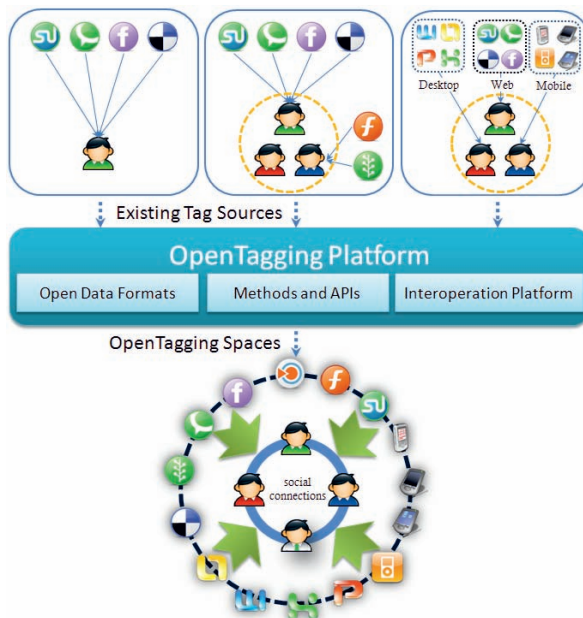 Desktop
Web
Mobile
Existing Tag Sources
OpenTagging Platform
Open Data Formats
Methods and APIs
Interoperation Platform
OpenTagging Spaces
social
connections